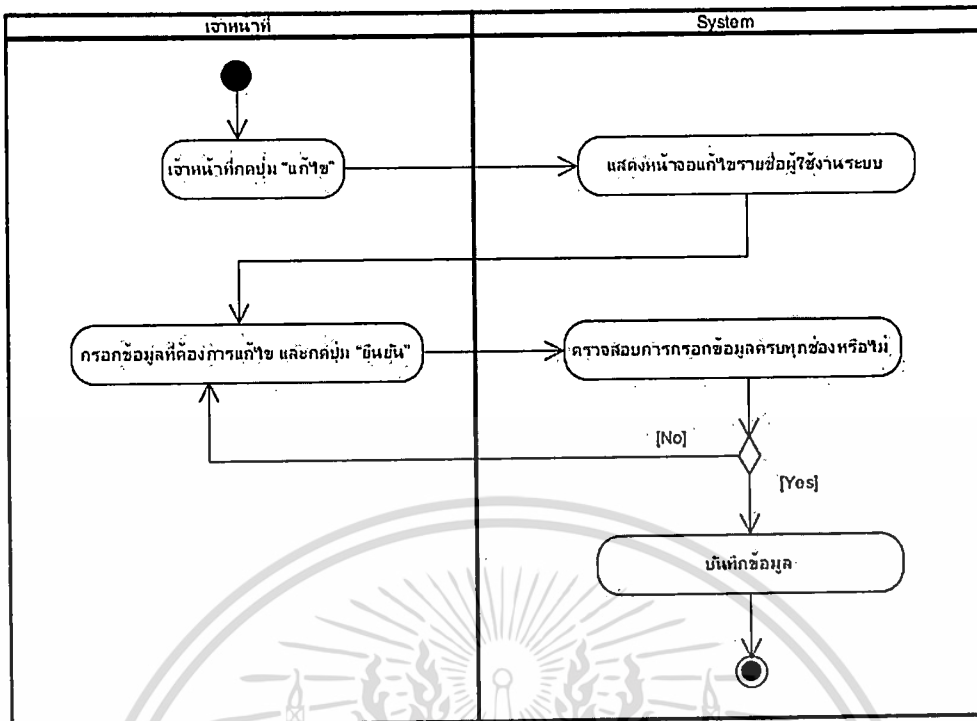 เจ้าหน้าที่
System
เจ้าหน้าที่กดปุ่ม "แก้ไข"
แสดงหน้าจอแก้ไขรายชื่อผู้ใช้งานระบบ
กรอกข้อมูลที่ต้องการแก้ไข และกดปุ่ม "ยืนยัน"
ตรวจสอบการกรอกข้อมูลครบทุกช่องหรือไม่
[No]
[Yes]
บันทึกข้อมูล